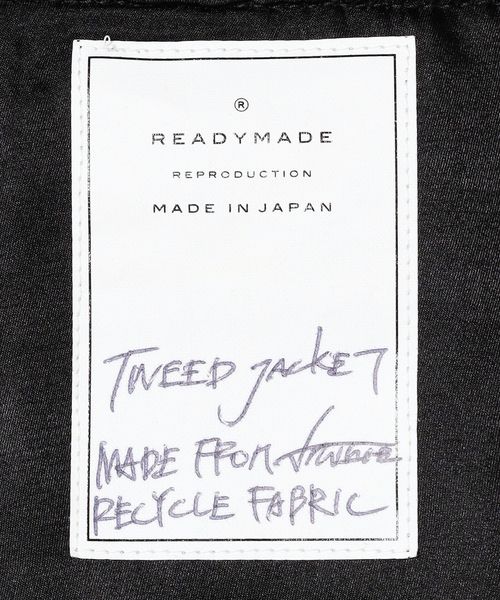 ®
READYMADE
REPRODUCTION
MADE IN JAPAN
TWEED JACKET
MADE FROM
RECYCLE FABRIC